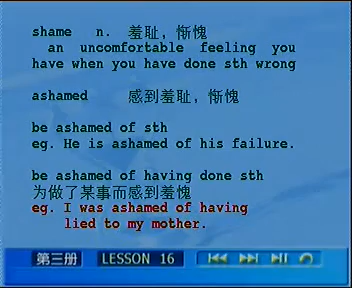 shame n. 羞耻，惭愧
an uncomfortable feeling you
have when you have done sth wrong
ashamed 感到羞耻，惭愧
be ashamed of sth
eg. He is ashamed of his failure.
be ashamed of having done sth
为做了某事而感到羞愧
eg. I was ashamed of having
lied to my mother.
第三册 LESSON 16